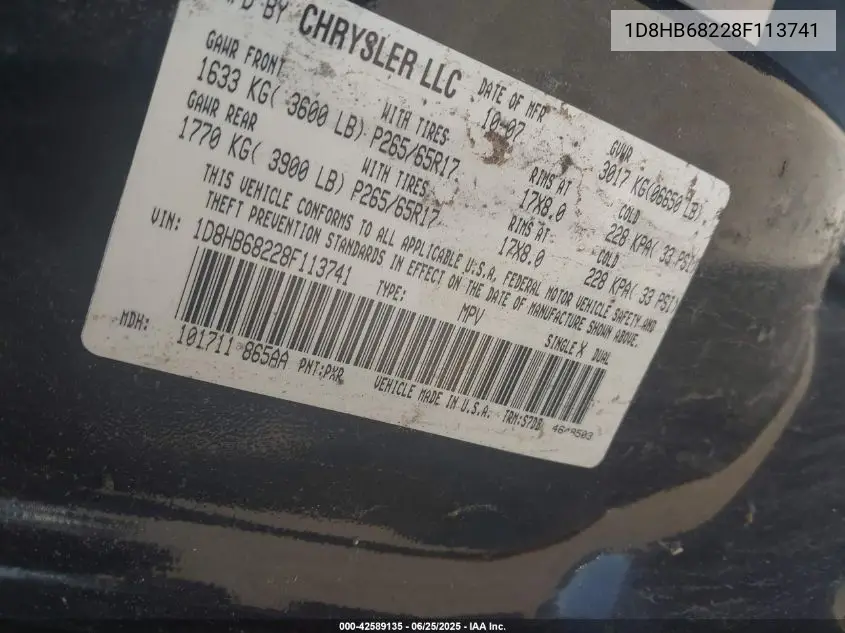 1D8HB68228F113741
MFD BY CHRYSLER LLC
DATE OF MFR
10-07
GVWR
3017 KG(06650 LB)
GAWR FRONT
1633 KG( 3600 LB)
WITH TIRES
P265/65R17
RIMS AT
17X8.0
COLD
228 KPA( 33 PSI)
GAWR REAR
1770 KG( 3900 LB)
WITH TIRES
P265/65R17
RIMS AT
17X8.0
COLD
228 KPA( 33 PSI)
THIS VEHICLE CONFORMS TO ALL APPLICABLE U.S.A. FEDERAL MOTOR VEHICLE SAFETY AND
THEFT PREVENTION STANDARDS IN EFFECT ON THE DATE OF MANUFACTURE SHOWN ABOVE.
VIN: 1D8HB68228F113741
TYPE: MPV
SINGLE X DUAL
MDH: 101711 865AA PNT:PXR
VEHICLE MADE IN U.S.A. TRM:S7DB
000-42589135 - 06/25/2025 - IAA Inc.